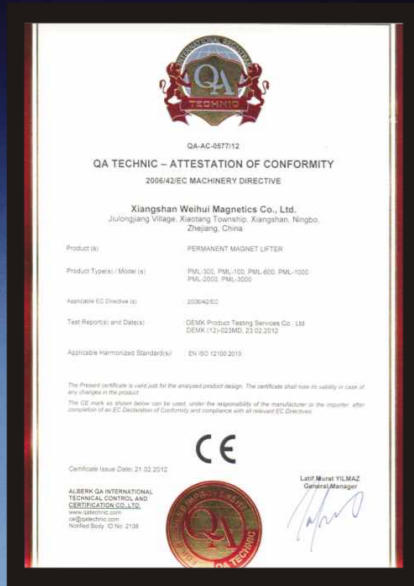 INTERNATIONAL
QA
TECHNIC
QA-AC-0577/12
QA TECHNIC – ATTESTATION OF CONFORMITY
2006/42/EC MACHINERY DIRECTIVE
Xiangshan Weihui Magnetics Co., Ltd.
Jiulongjiang Village, Xiaotang Township, Xiangshan, Ningbo,
Zhejiang, China
Product (s) PERMANENT MAGNET LIFTER
Product Type(s) / Model (s) PML-300, PML-100, PML-600, PML-1000
PML-2000, PML-3000
Applicable EC Directive (s) 2006/42/EC
Test Report(s) and Date(s) DEMK Product Testing Services Co. Ltd
DEMK (12)-023MD, 23.02.2012
Applicable Harmonized Standard(s) EN ISO 12100:2010
The Present certificate is valid just for the analysed product design. The certificate shall lose its validity in case of
any changes in the product.
The CE mark as shown below can be used, under the responsibility of the manufacturer or the importer, after
completion of an EC Declaration of Conformity and compliance with all relevant EC Directives.
CE
Certificate Issue Date: 21.02.2012
Latif Murat YILMAZ
General Manager
ALBERK QA INTERNATIONAL
TECHNICAL CONTROL AND
CERTIFICATION CO.,LTD.
www.qatechnic.com
ce@qatechnic.com
Notified Body ID No: 2138
QA
QA TECHNIC